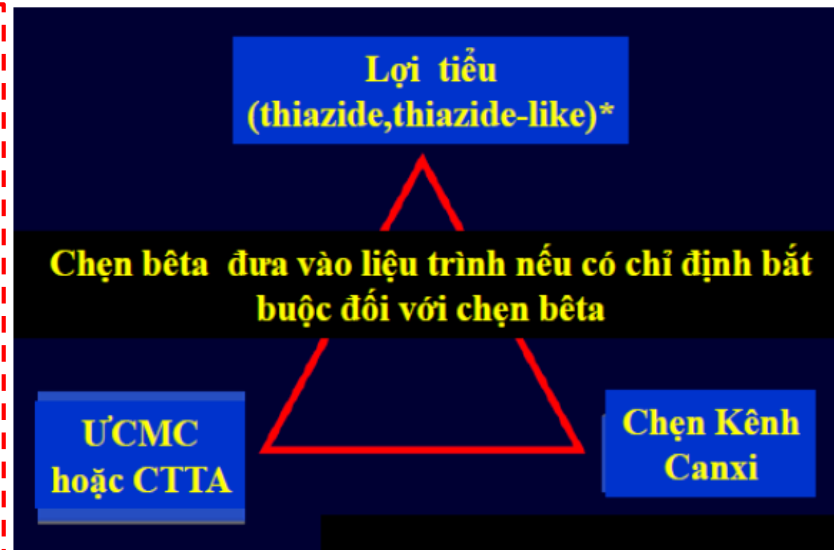 Lợi tiểu
(thiazide,thiazide-like)*
Chẹn bêta đưa vào liệu trình nếu có chỉ định bắt
buộc đối với chẹn bêta
ƯCMC
hoặc CTTA
Chẹn Kênh
Canxi